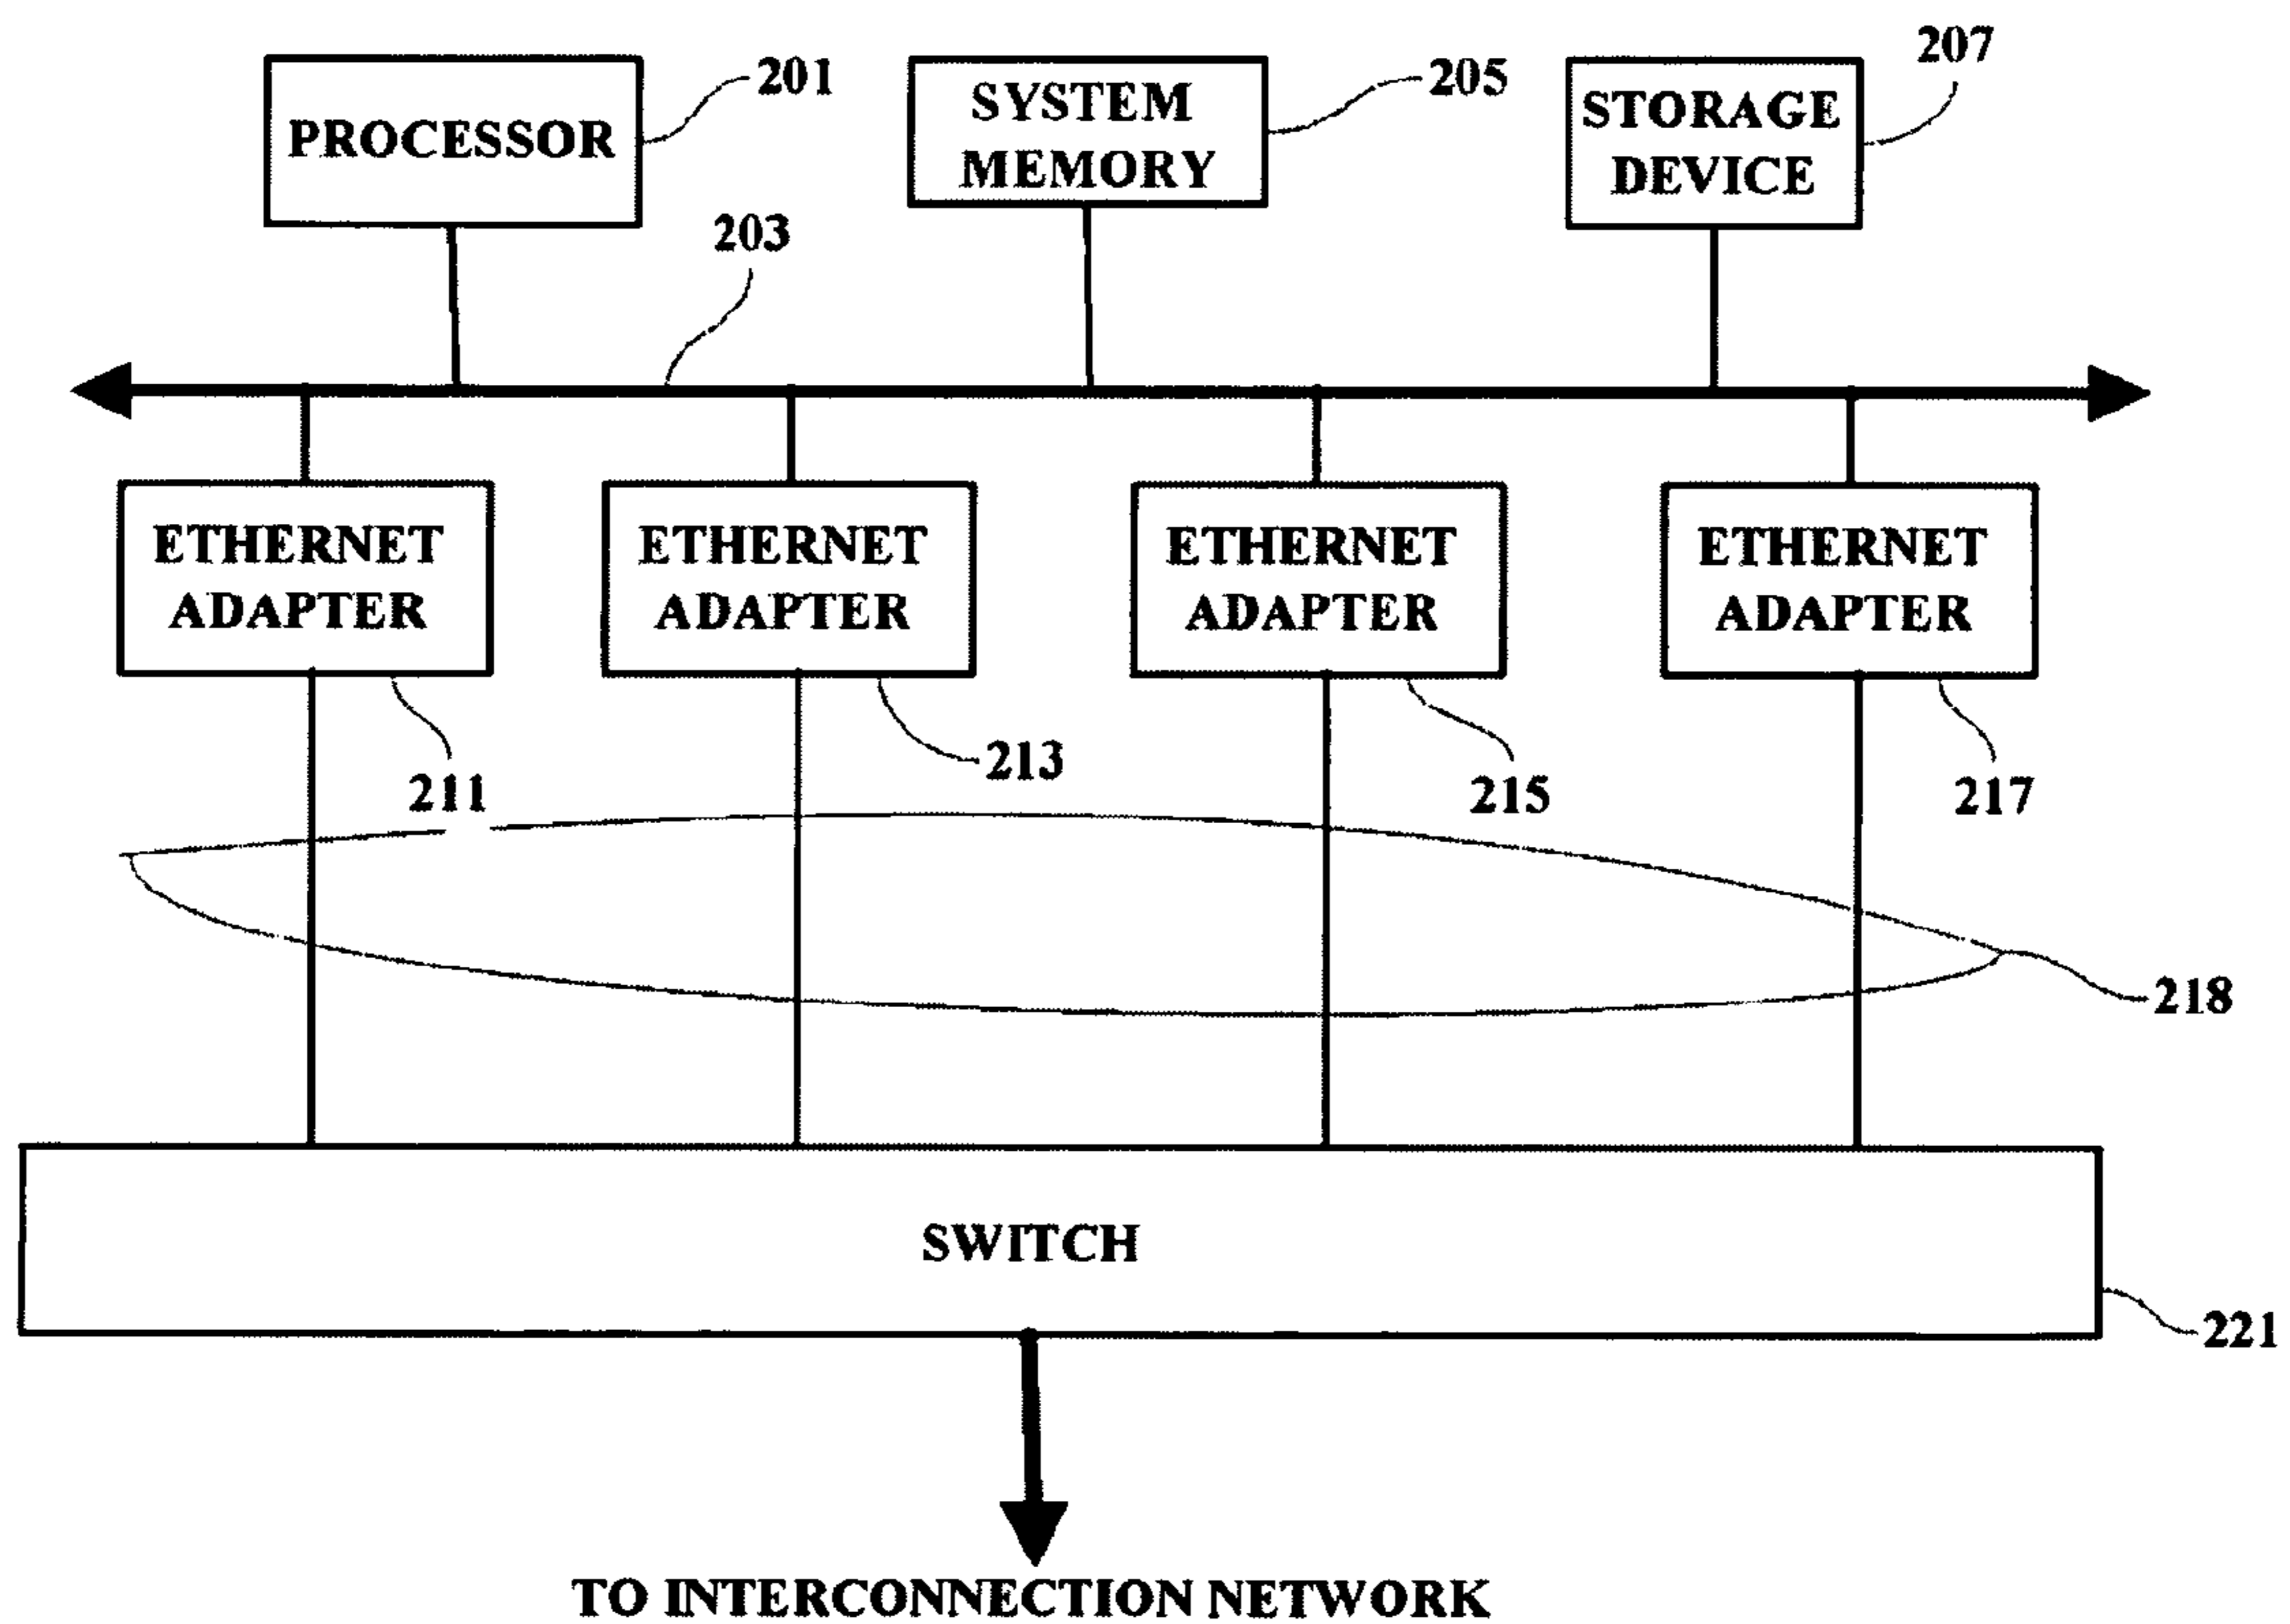 PROCESSOR
201
SYSTEM
MEMORY
205
STORAGE
DEVICE
207
203
ETHERNET
ADAPTER
211
ETHERNET
ADAPTER
213
ETHERNET
ADAPTER
215
ETHERNET
ADAPTER
217
218
SWITCH
221
TO INTERCONNECTION NETWORK